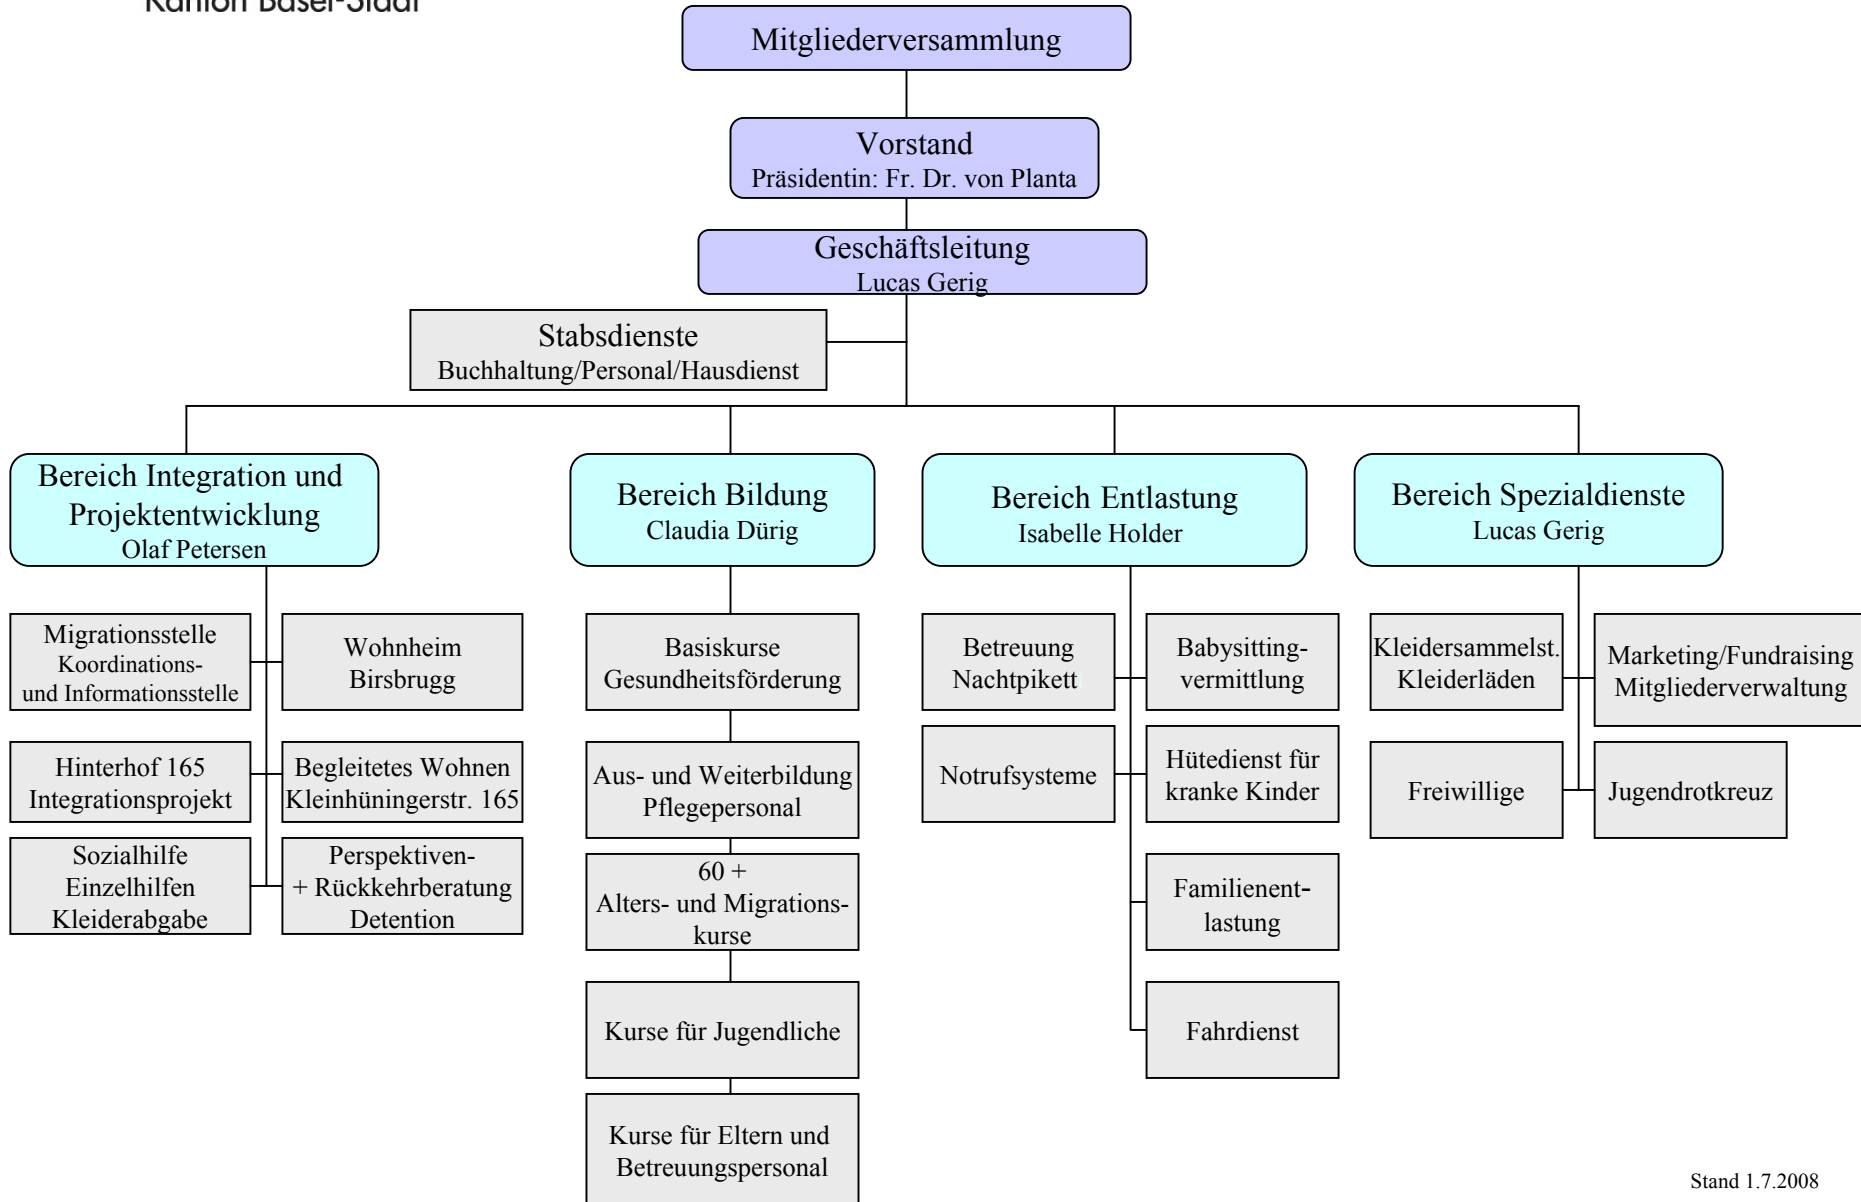 Kanton Basel-Stadt
Mitgliederversammlung
Vorstand
Präsidentin: Fr. Dr. von Planta
Geschäftsleitung
Lucas Gerig
Stabsdienste
Buchhaltung/Personal/Hausdienst
Bereich Integration und
Projektentwicklung
Olaf Petersen
Bereich Bildung
Claudia Dürig
Bereich Entlastung
Isabelle Holder
Bereich Spezialdienste
Lucas Gerig
Migrationsstelle
Koordinations-
und Informationsstelle
Wohnheim
Birsbrugg
Hinterhof 165
Integrationsprojekt
Begleitetes Wohnen
Kleinhüningerstr. 165
Sozialhilfe
Einzelhilfen
Kleiderabgabe
Perspektiven-
+ Rückkehrberatung
Detention
Basiskurse
Gesundheitsförderung
Aus- und Weiterbildung
Pflegepersonal
60 +
Alters- und Migrations-
kurse
Kurse für Jugendliche
Kurse für Eltern und
Betreuungspersonal
Betreuung
Nachtpikett
Babysitting-
vermittlung
Notrufsysteme
Hütedienst für
kranke Kinder
Familienent-
lastung
Fahrdienst
Kleidersammelst.
Kleiderläden
Marketing/Fundraising
Mitgliederverwaltung
Freiwillige
Jugendrotkreuz
Stand 1.7.2008